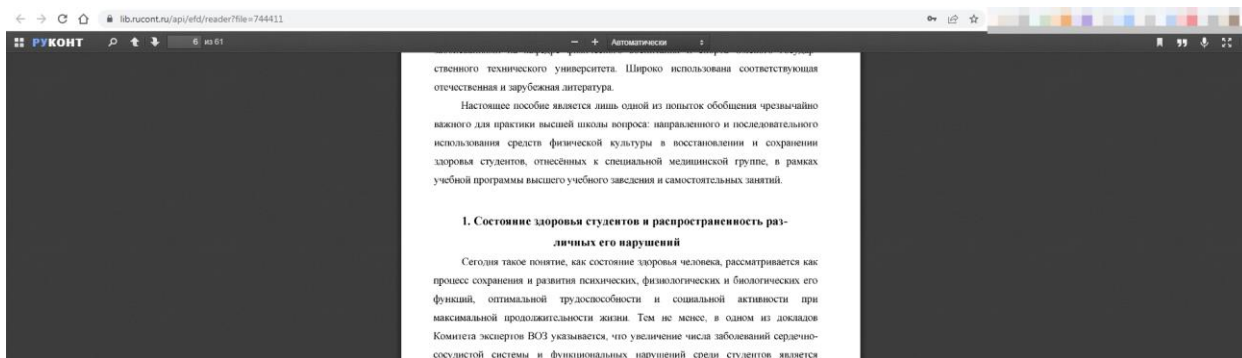 lib.rucont.ru/api/efd/reader?file=744411
РУКОНТ 6 из 61 − + Автоматически
ственного технического университета. Широко использована соответствующая
отечественная и зарубежная литература.
Настоящее пособие является лишь одной из попыток обобщения чрезвычайно
важного для практики высшей школы вопроса: направленного и последовательного
использования средств физической культуры в восстановлении и сохранении
здоровья студентов, отнесённых к специальной медицинской группе, в рамках
учебной программы высшего учебного заведения и самостоятельных занятий.
1. Состояние здоровья студентов и распространенность раз-
личных его нарушений
Сегодня такое понятие, как состояние здоровья человека, рассматривается как
процесс сохранения и развития психических, физиологических и биологических его
функций, оптимальной трудоспособности и социальной активности при
максимальной продолжительности жизни. Тем не менее, в одном из докладов
Комитета экспертов ВОЗ указывается, что увеличение числа заболеваний сердечно-
сосудистой системы и функциональных нарушений среди студентов является